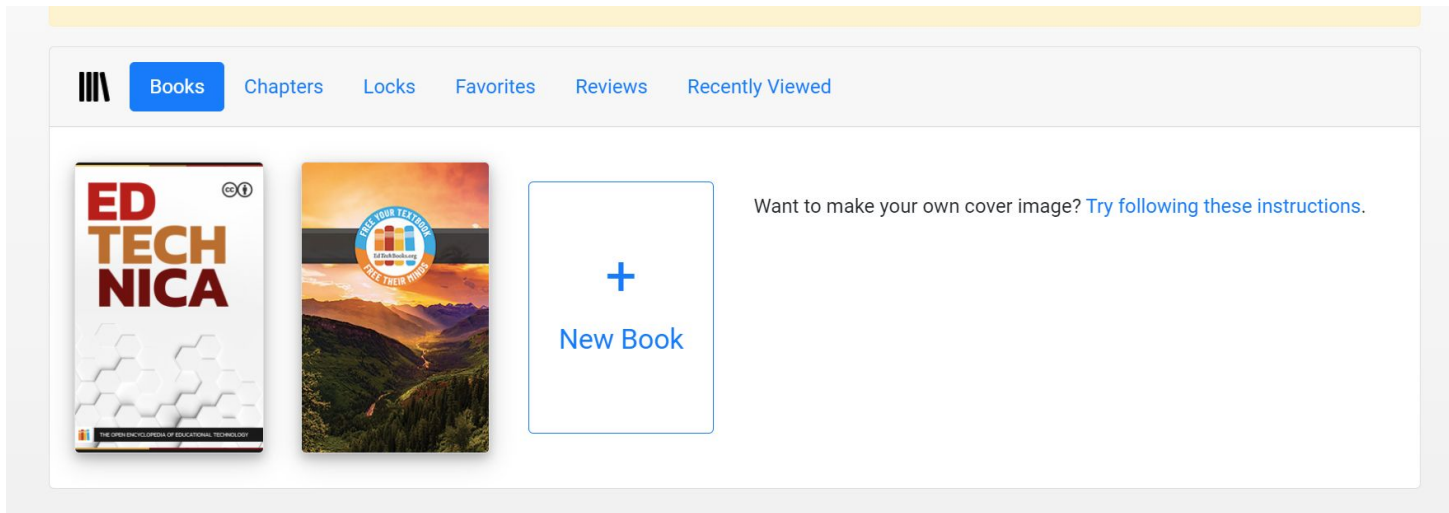 Books Chapters Locks Favorites Reviews Recently Viewed
ED
TECH
NICA
THE OPEN ENCYCLOPEDIA OF EDUCATIONAL TECHNOLOGY
FREE YOUR TEXTBOOK
EdTechBooks.org
FREE THEIR MINDS
+
New Book
Want to make your own cover image? Try following these instructions.